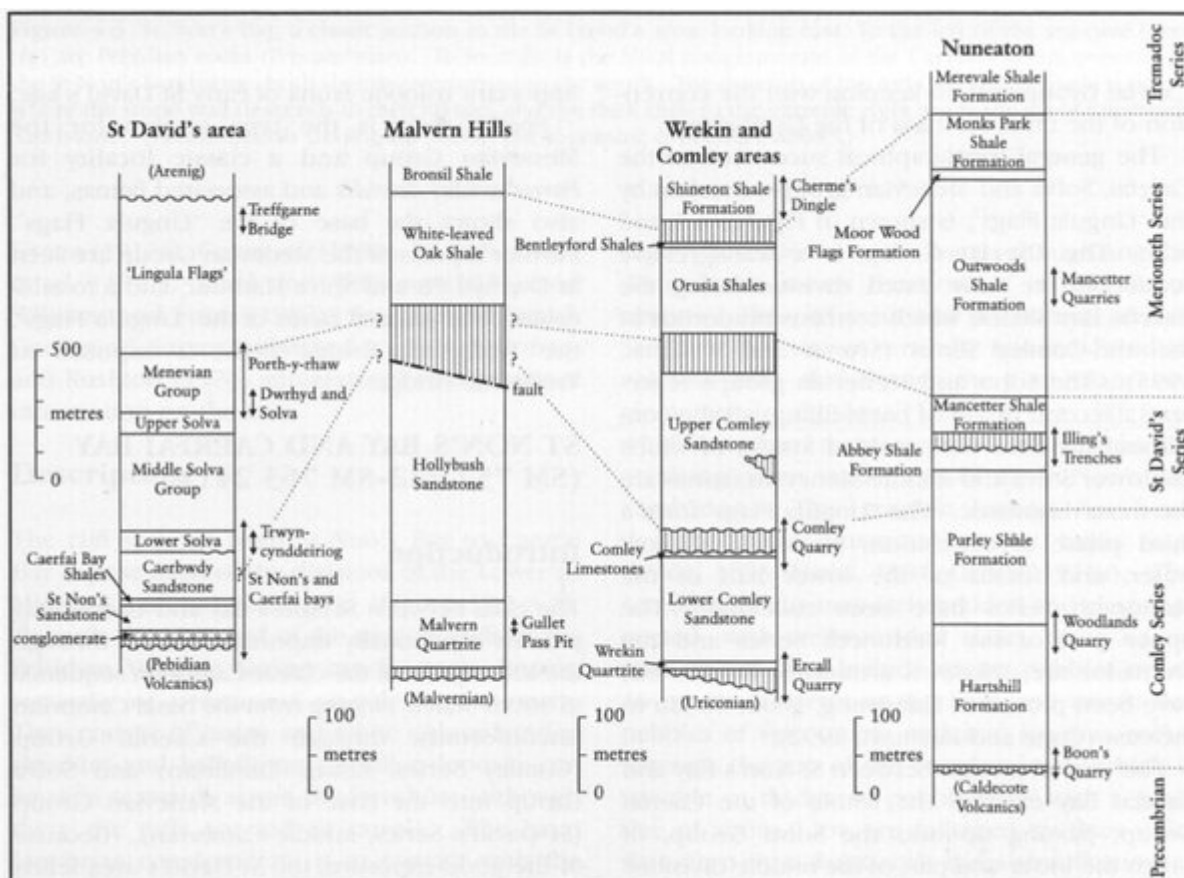 St David's area
(Arenig)
Treffgarne
Bridge
'Lingula Flags'
500
metres
0
Menevian
Group
Porth-y-rhaw
Dwrhyd and
Solva
Upper Solva
Middle Solva
Group
Lower Solva
Trwyn-
cynddeiriog
Caerfai Bay
Shales
Caerbwdy
Sandstone
St Non's
Sandstone
St Non's and
Caerfai bays
conglomerate
(Pebidian
Volcanics)
Malvern Hills
Bronsil Shale
White-leaved
Oak Shale
?
?
?
?
fault
Hollybush
Sandstone
Malvern
Quartzite
Gullet
Pass Pit
(Malvernian)
100
metres
0
Wrekin and
Comley areas
Shineton Shale
Formation
Cherme's
Dingle
Bentleyford Shales
Orusia Shales
Upper Comley
Sandstone
Comley
Quarry
Comley
Limestones
Lower Comley
Sandstone
Wrekin
Quartzite
Ercall
Quarry
(Uriconian)
100
metres
0
Nuneaton
Merevale Shale
Formation
Monks Park
Shale
Formation
Moor Wood
Flags Formation
Outwoods
Shale
Formation
Mancetter
Quarries
Mancetter Shale
Formation
Abbey Shale
Formation
Illing's
Trenches
Purley Shale
Formation
Woodlands
Quarry
Hartshill
Formation
Boon's
Quarry
(Caldecote
Volcanics)
100
metres
0
Tremadoc
Series
Merioneth Series
St David's
Series
Comley Series
Precambrian